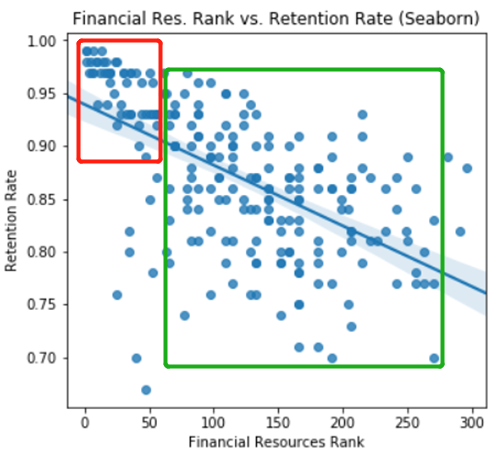 Financial Res. Rank vs. Retention Rate (Seaborn)
1.00
0.95
0.90
0.85
0.80
0.75
0.70
Retention Rate
0 50 100 150 200 250 300
Financial Resources Rank